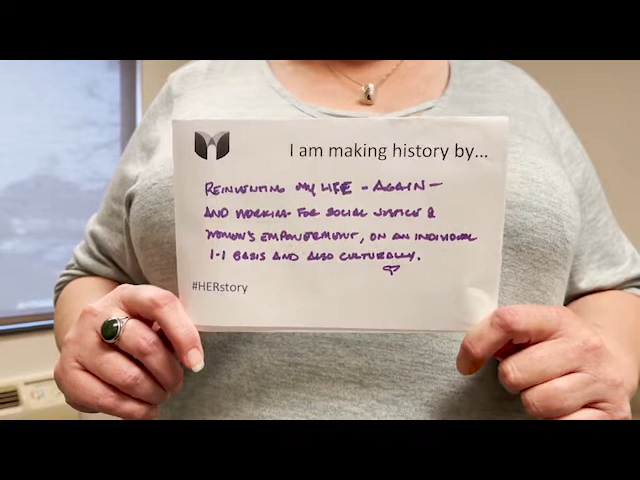 I am making history by...
REINVENTING MY LIFE - AGAIN -
AND WORKING FOR SOCIAL JUSTICE &
WOMEN'S EMPOWERMENT, ON AN INDIVIDUAL
1-1 BASIS AND ALSO CULTURALLY.
#HERstory